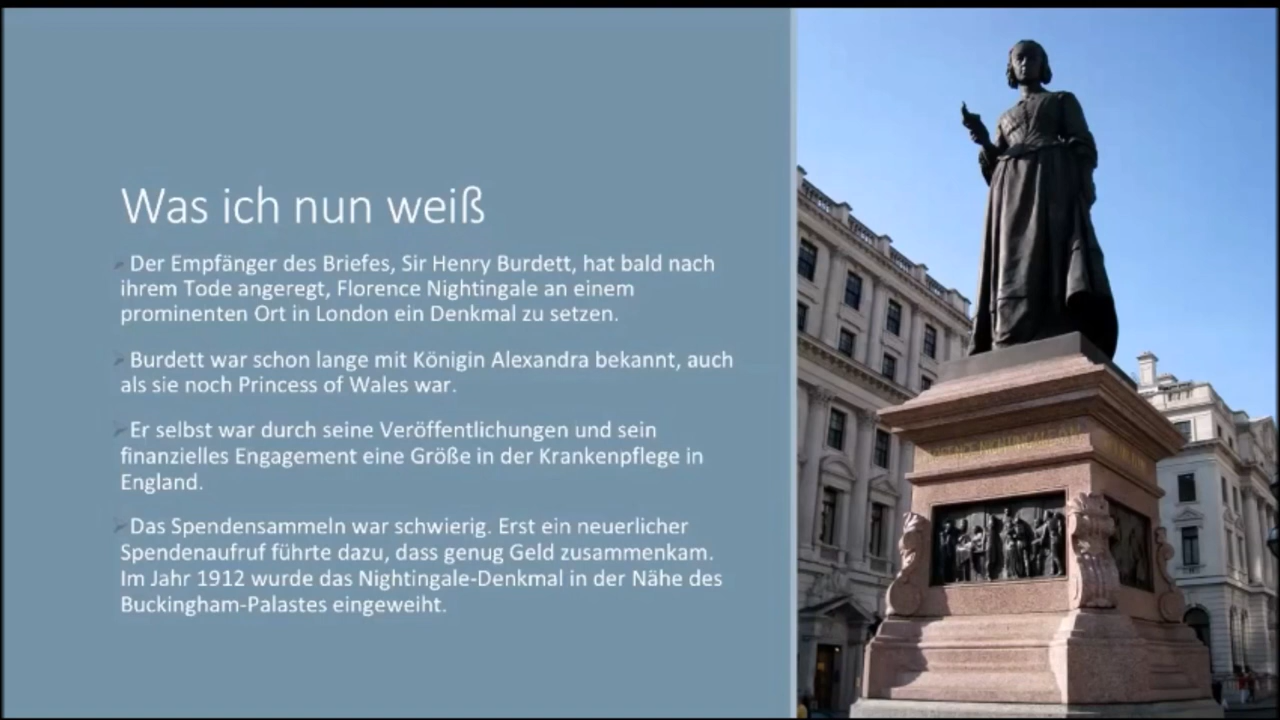 Was ich nun weiß
Der Empfänger des Briefes, Sir Henry Burdett, hat bald nach
ihrem Tode angeregt, Florence Nightingale an einem
prominenten Ort in London ein Denkmal zu setzen.
Burdett war schon lange mit Königin Alexandra bekannt, auch
als sie noch Princess of Wales war.
Er selbst war durch seine Veröffentlichungen und sein
finanzielles Engagement eine Größe in der Krankenpflege in
England.
Das Spendensammeln war schwierig. Erst ein neuerlicher
Spendenaufruf führte dazu, dass genug Geld zusammenkam.
Im Jahr 1912 wurde das Nightingale-Denkmal in der Nähe des
Buckingham-Palastes eingeweiht.